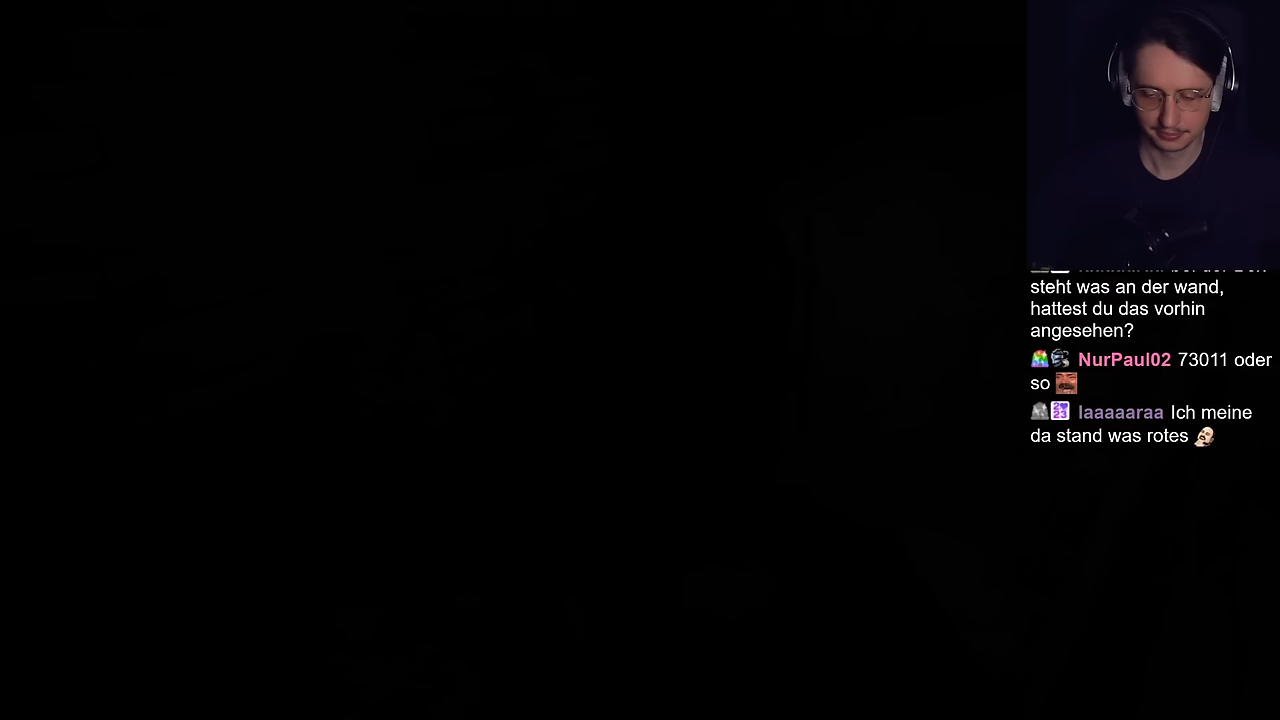 steht was an der wand,
hattest du das vorhin
angesehen?
NurPaul02 73011 oder
so
laaaaaraa Ich meine
da stand was rotes